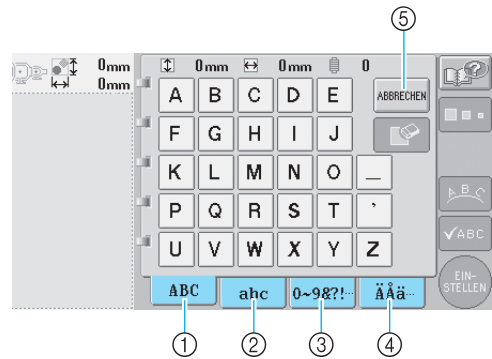 ⑤
0mm
0mm
0mm 0mm 0
A B C D E ABBRECHEN
F G H I J
K L M N O _
P Q R S T '
U V W X Y Z
ABC
✓ABC
EIN-
STELLEN
ABC abc 0~9&?!… ÄÅä…
① ② ③ ④